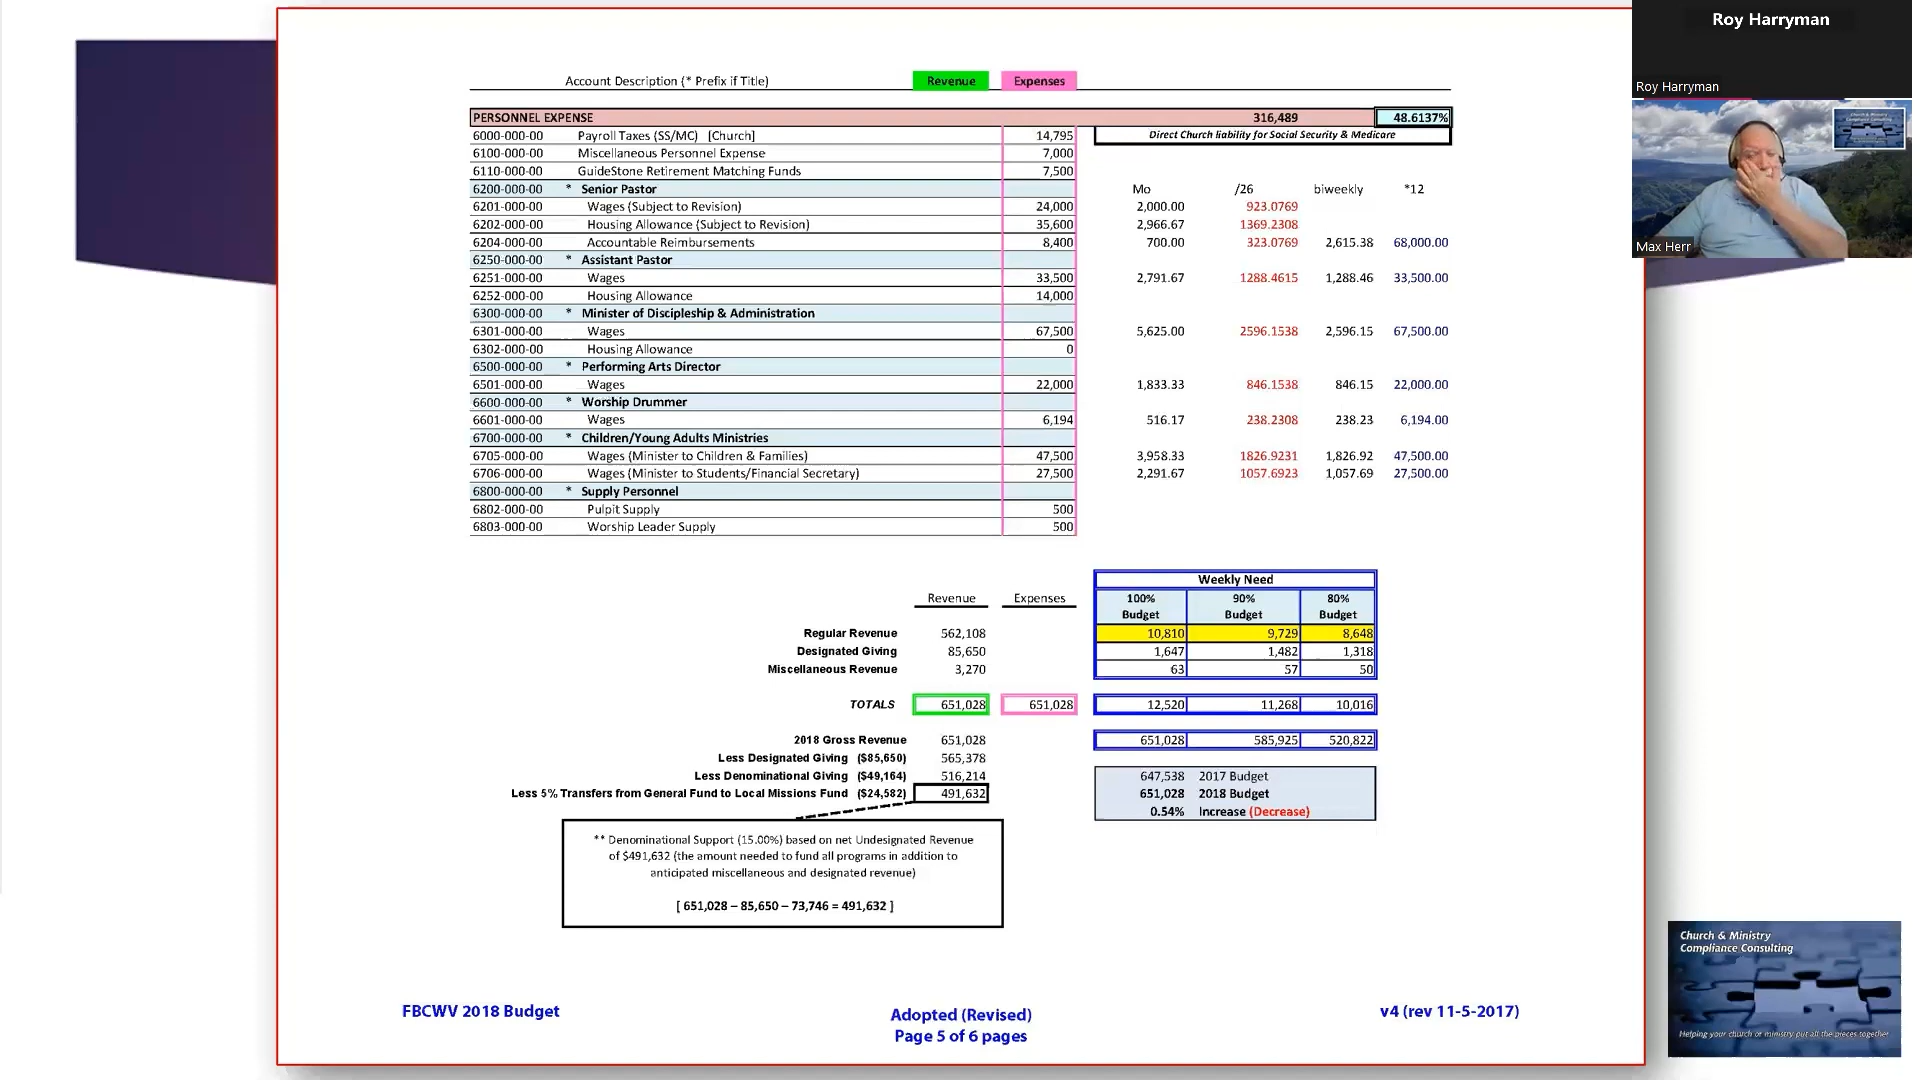 Roy Harryman
Roy Harryman
Max Herr
Account Description (* Prefix if Title) Revenue Expenses
PERSONNEL EXPENSE 316,489 48.6137%
6000-000-00 Payroll Taxes (SS/MC) [Church] 14,795 Direct Church liability for Social Security & Medicare
6100-000-00 Miscellaneous Personnel Expense 7,000
6110-000-00 GuideStone Retirement Matching Funds 7,500
6200-000-00 * Senior Pastor Mo /26 biweekly *12
6201-000-00 Wages (Subject to Revision) 24,000 2,000.00 923.0769
6202-000-00 Housing Allowance (Subject to Revision) 35,600 2,966.67 1369.2308
6204-000-00 Accountable Reimbursements 8,400 700.00 323.0769 2,615.38 68,000.00
6250-000-00 * Assistant Pastor
6251-000-00 Wages 33,500 2,791.67 1288.4615 1,288.46 33,500.00
6252-000-00 Housing Allowance 14,000
6300-000-00 * Minister of Discipleship & Administration
6301-000-00 Wages 67,500 5,625.00 2596.1538 2,596.15 67,500.00
6302-000-00 Housing Allowance 0
6500-000-00 * Performing Arts Director
6501-000-00 Wages 22,000 1,833.33 846.1538 846.15 22,000.00
6600-000-00 * Worship Drummer
6601-000-00 Wages 6,194 516.17 238.2308 238.23 6,194.00
6700-000-00 * Children/Young Adults Ministries
6705-000-00 Wages (Minister to Children & Families) 47,500 3,958.33 1826.9231 1,826.92 47,500.00
6706-000-00 Wages (Minister to Students/Financial Secretary) 27,500 2,291.67 1057.6923 1,057.69 27,500.00
6800-000-00 * Supply Personnel
6802-000-00 Pulpit Supply 500
6803-000-00 Worship Leader Supply 500
Weekly Need
Revenue Expenses 100% 90% 80%
Budget Budget Budget
Regular Revenue 562,108 10,810 9,729 8,648
Designated Giving 85,650 1,647 1,482 1,318
Miscellaneous Revenue 3,270 63 57 50
TOTALS 651,028 651,028 12,520 11,268 10,016
2018 Gross Revenue 651,028 651,028 585,925 520,822
Less Designated Giving ($85,650) 565,378
Less Denominational Giving ($49,164) 516,214 647,538 2017 Budget
Less 5% Transfers from General Fund to Local Missions Fund ($24,582) 491,632 651,028 2018 Budget
0.54% Increase (Decrease)
** Denominational Support (15.00%) based on net Undesignated Revenue
of $491,632 (the amount needed to fund all programs in addition to
anticipated miscellaneous and designated revenue)
[ 651,028 – 85,650 – 73,746 = 491,632 ]
FBCWV 2018 Budget Adopted (Revised) v4 (rev 11-5-2017)
Page 5 of 6 pages
Church & Ministry
Compliance Consulting
Helping your church or ministry put all the pieces together